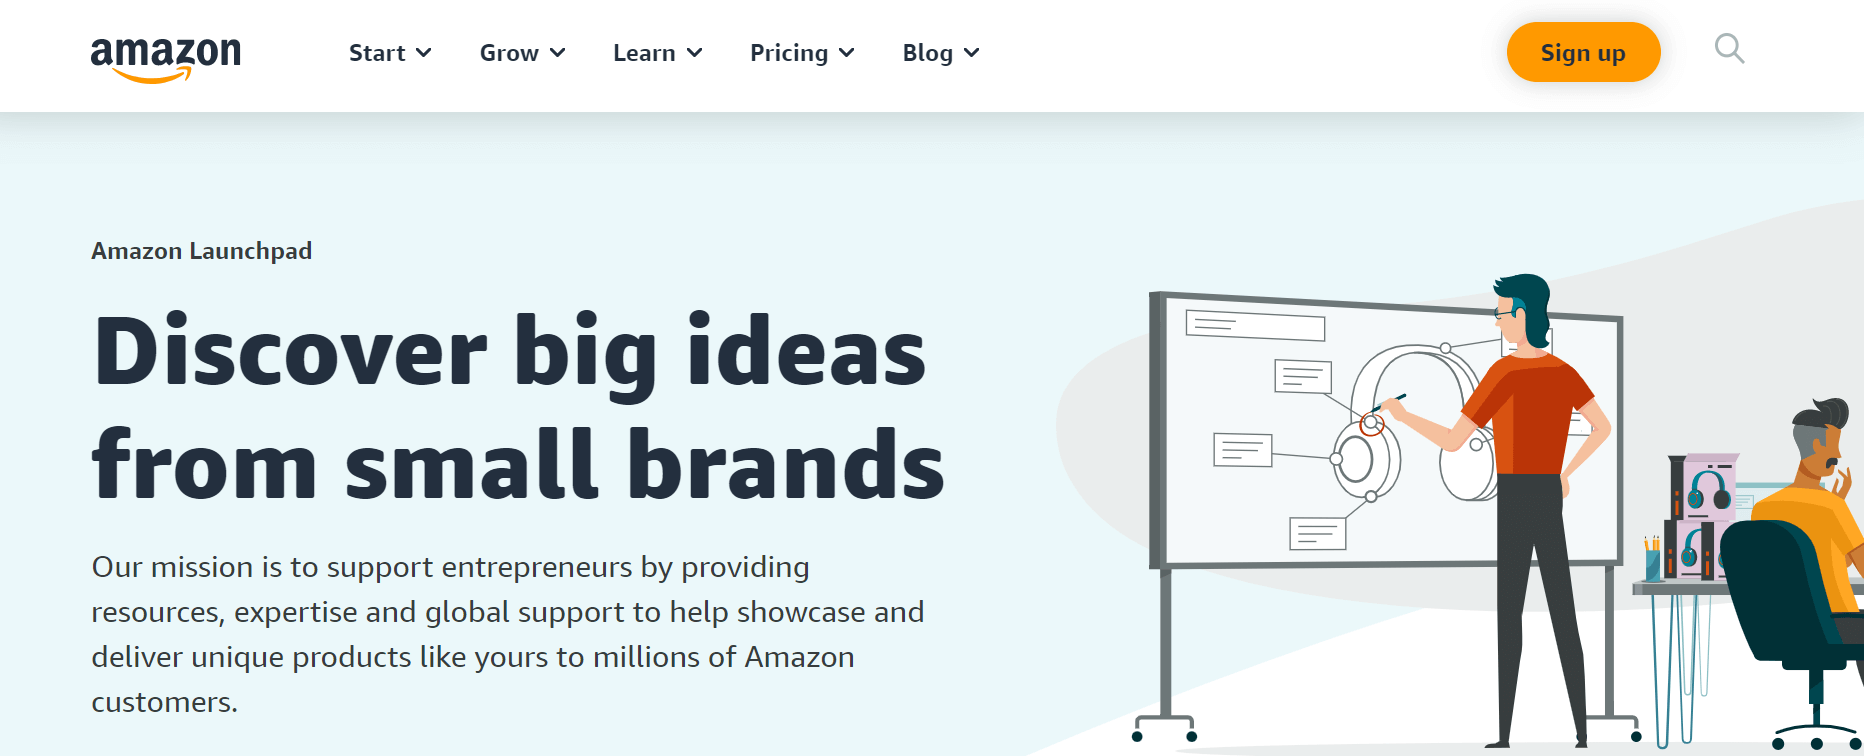 amazon
Start
Grow
Learn
Pricing
Blog
Sign up
Amazon Launchpad
Discover big ideas
from small brands
Our mission is to support entrepreneurs by providing
resources, expertise and global support to help showcase and
deliver unique products like yours to millions of Amazon
customers.